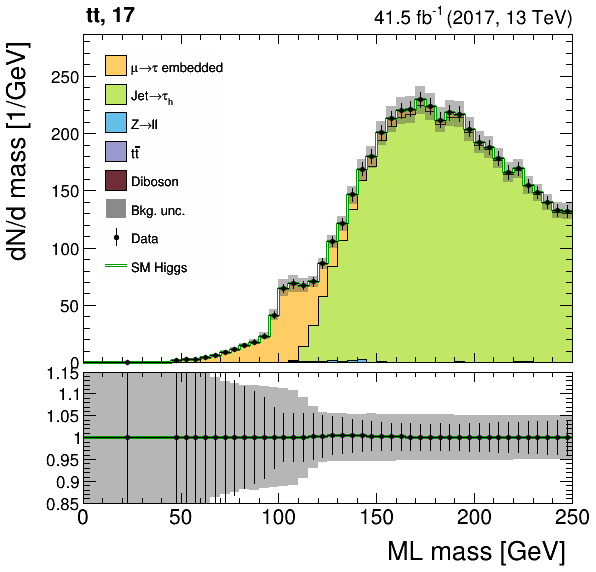 tt, 17
41.5 fb⁻¹ (2017, 13 TeV)
dN/d mass [1/GeV]
250
200
150
100
50
0
μ→τ embedded
Jet→τₕ
Z→ll
tt̄
Diboson
Bkg. unc.
Data
SM Higgs
1.15
1.1
1.05
1
0.95
0.9
0.85
0 50 100 150 200 250
ML mass [GeV]